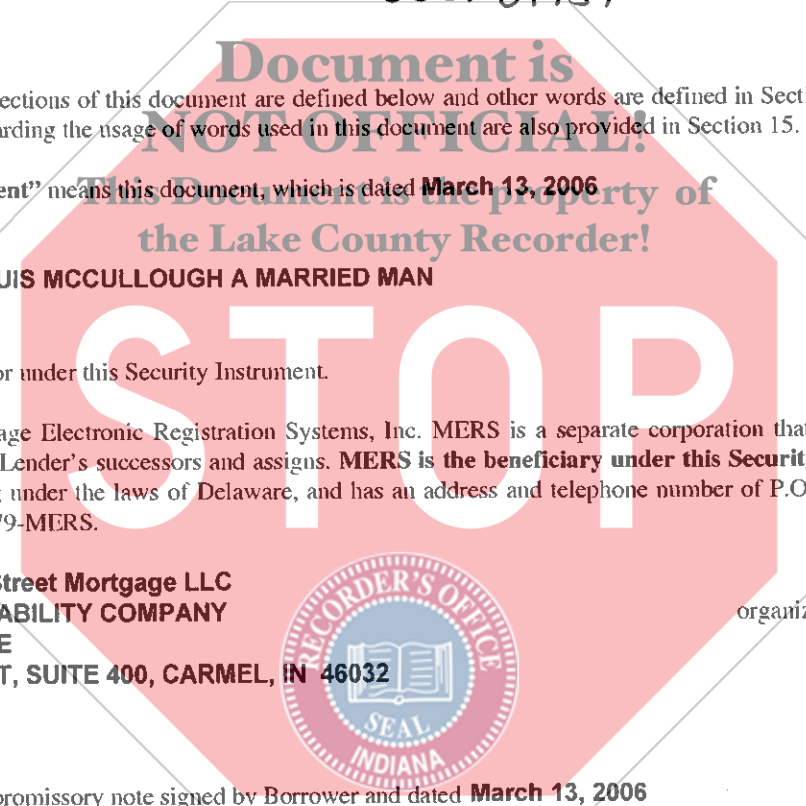 Document is
ections of this document are defined below and other words are defined in Secti
NOT OFFICIAL!
rding the usage of words used in this document are also provided in Section 15.
ent" means this document, which is dated March 13, 2006
This Document is the property of
the Lake County Recorder!
UIS MCCULLOUGH A MARRIED MAN
STOP
or under this Security Instrument.
age Electronic Registration Systems, Inc. MERS is a separate corporation that
Lender's successors and assigns. MERS is the beneficiary under this Security
under the laws of Delaware, and has an address and telephone number of P.O
79-MERS.
Street Mortgage LLC
ABILITY COMPANY
organiz
E
T, SUITE 400, CARMEL, IN 46032
RECORDER'S OFFICE
SEAL
INDIANA
promissory note signed by Borrower and dated March 13, 2006